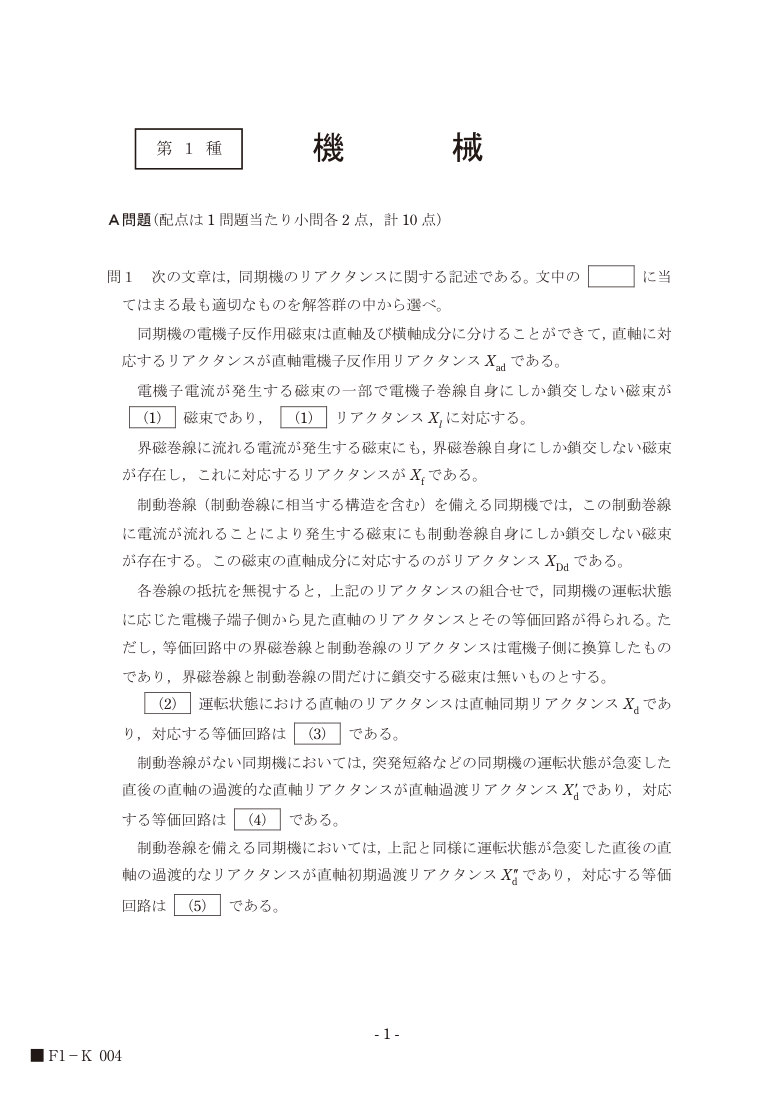 第 1 種
機 械
A問題(配点は1問題当たり小問各2点，計10点)
問1 次の文章は，同期機のリアクタンスに関する記述である。文中の に当
てはまる最も適切なものを解答群の中から選べ。
同期機の電機子反作用磁束は直軸及び横軸成分に分けることができて，直軸に対
応するリアクタンスが直軸電機子反作用リアクタンス Xad である。
電機子電流が発生する磁束の一部で電機子巻線自身にしか鎖交しない磁束が
(1) 磁束であり， (1) リアクタンス Xl に対応する。
界磁巻線に流れる電流が発生する磁束にも，界磁巻線自身にしか鎖交しない磁束
が存在し，これに対応するリアクタンスが Xf である。
制動巻線（制動巻線に相当する構造を含む）を備える同期機では，この制動巻線
に電流が流れることにより発生する磁束にも制動巻線自身にしか鎖交しない磁束
が存在する。この磁束の直軸成分に対応するのがリアクタンス XDd である。
各巻線の抵抗を無視すると，上記のリアクタンスの組合せで，同期機の運転状態
に応じた電機子端子側から見た直軸のリアクタンスとその等価回路が得られる。た
だし，等価回路中の界磁巻線と制動巻線のリアクタンスは電機子側に換算したもの
であり，界磁巻線と制動巻線の間だけに鎖交する磁束は無いものとする。
(2) 運転状態における直軸のリアクタンスは直軸同期リアクタンス Xd であ
り，対応する等価回路は (3) である。
制動巻線がない同期機においては，突発短絡などの同期機の運転状態が急変した
直後の直軸の過渡的な直軸リアクタンスが直軸過渡リアクタンス X′d であり，対応
する等価回路は (4) である。
制動巻線を備える同期機においては，上記と同様に運転状態が急変した直後の直
軸の過渡的なリアクタンスが直軸初期過渡リアクタンス X″d であり，対応する等価
回路は (5) である。
- 1 -
■F1－K 004